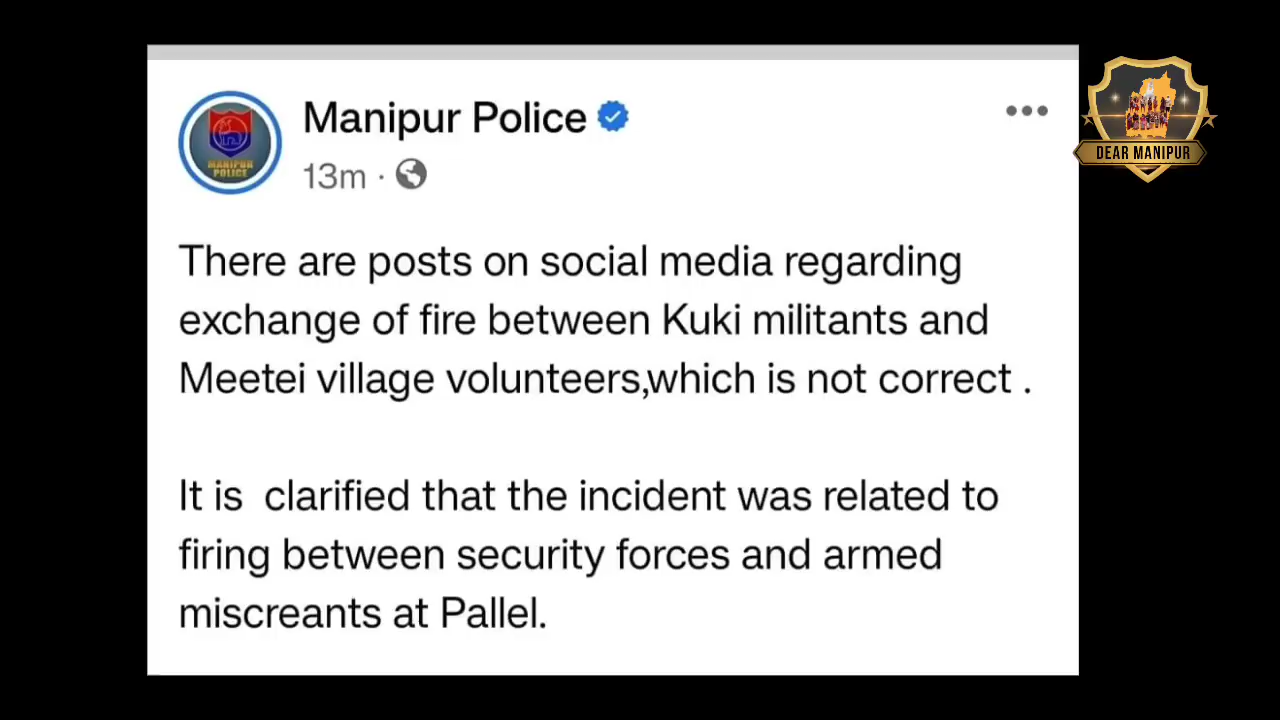 Manipur Police
13m ·
There are posts on social media regarding
exchange of fire between Kuki militants and
Meetei village volunteers,which is not correct .
It is  clarified that the incident was related to
firing between security forces and armed
miscreants at Pallel.
MANIPUR
POLICE
DEAR MANIPUR